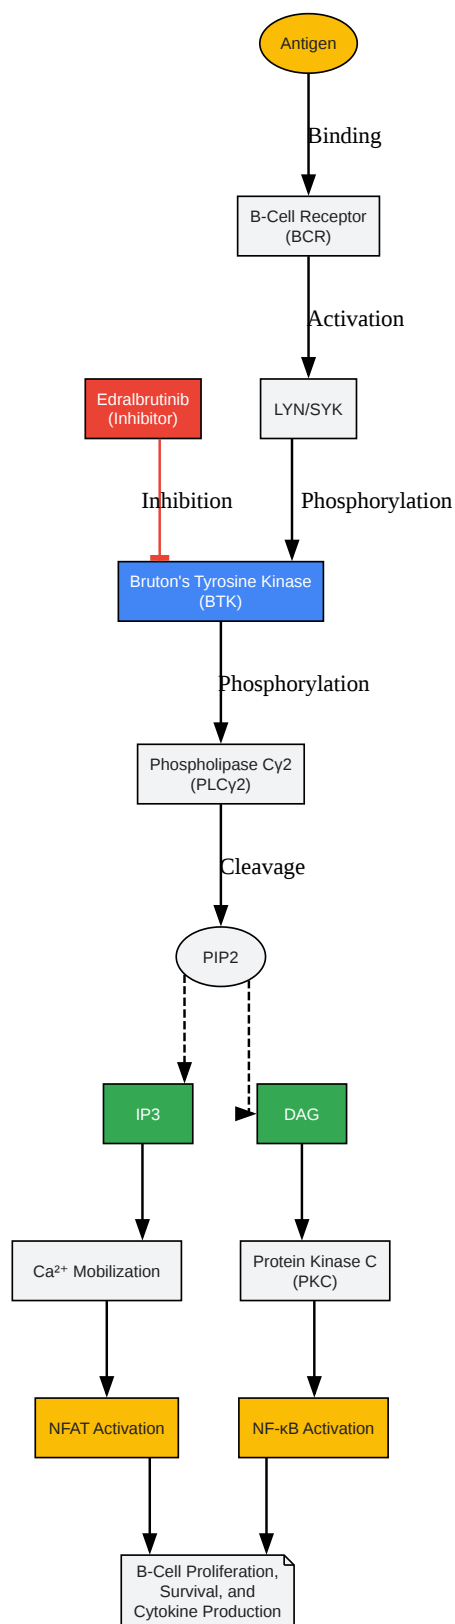 Antigen
Binding
B-Cell Receptor
(BCR)
Activation
Edralbrutinib
(Inhibitor)
LYN/SYK
Inhibition
Phosphorylation
Bruton's Tyrosine Kinase
(BTK)
Phosphorylation
Phospholipase Cγ2
(PLCγ2)
Cleavage
PIP2
IP3
DAG
Ca²⁺ Mobilization
Protein Kinase C
(PKC)
NFAT Activation
NF-κB Activation
B-Cell Proliferation,
Survival, and
Cytokine Production